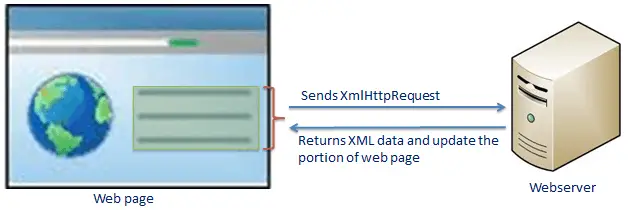 Sends XmlHttpRequest
Returns XML data and update the
portion of web page
Web page
Webserver